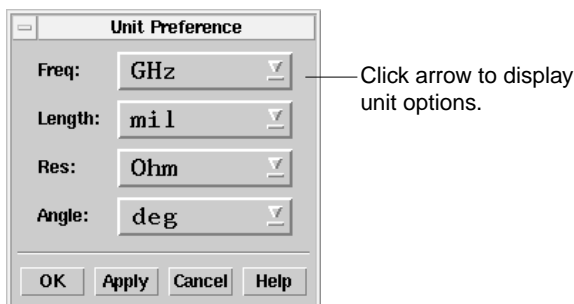 Unit Preference
Freq: GHz
Click arrow to display
unit options.
Length: mil
Res: Ohm
Angle: deg
OK Apply Cancel Help